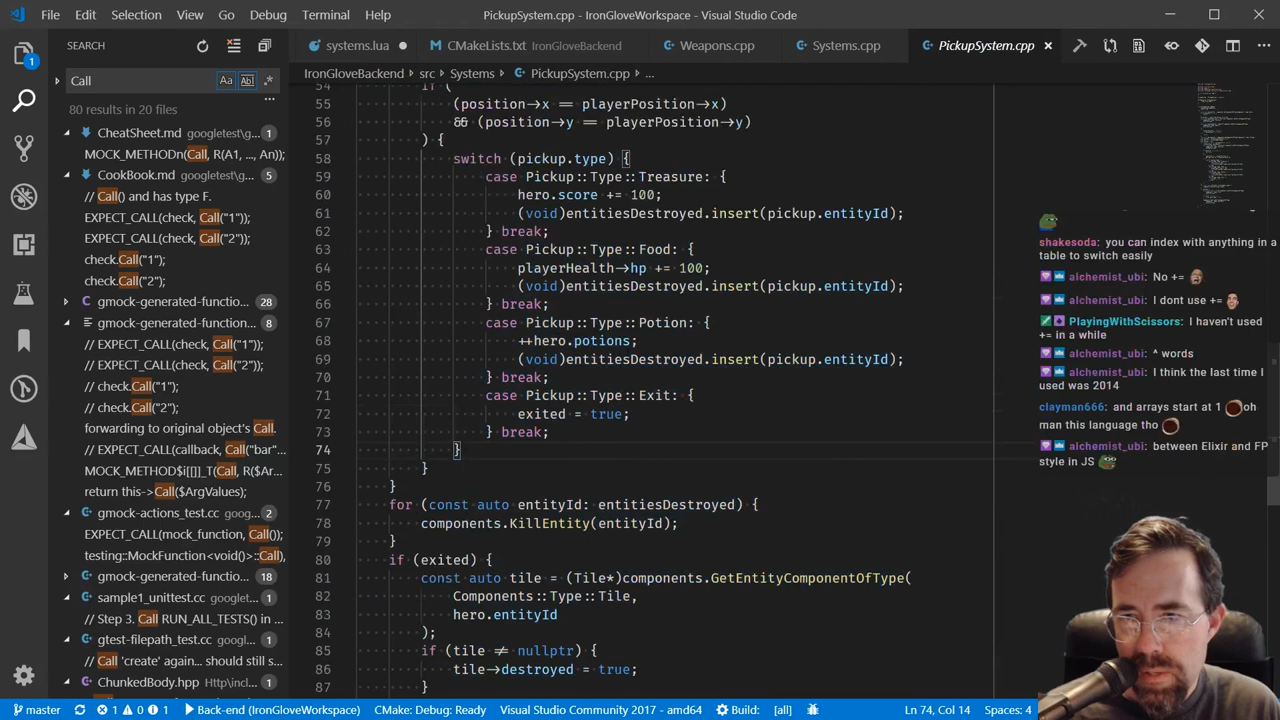 File Edit Selection View Go Debug Terminal Help
PickupSystem.cpp - IronGloveWorkspace - Visual Studio Code
SEARCH
systems.lua
CMakeLists.txt IronGloveBackend
Weapons.cpp
Systems.cpp
PickupSystem.cpp
Call
Aa
Abl
.*
IronGloveBackend > src > Systems > PickupSystem.cpp > ...
80 results in 20 files
CheatSheet.md googletest\g... 1
MOCK_METHODn(Call, R(A1, ..., An));
CookBook.md googletest\g... 5
// Call() and has type F.
EXPECT_CALL(check, Call("1"));
EXPECT_CALL(check, Call("2"));
check.Call("1");
check.Call("2");
gmock-generated-functio... 28
gmock-generated-function... 8
// EXPECT_CALL(check, Call("1"));
// EXPECT_CALL(check, Call("2"));
// check.Call("1");
// check.Call("2");
forwarding to original object's Call.
// EXPECT_CALL(callback, Call("bar"...
MOCK_METHOD$i[[]]_T(Call, R($Ar...
return this->Call($ArgValues);
gmock-actions_test.cc goog... 2
EXPECT_CALL(mock_function, Call())
testing::MockFunction<void()>::Call),
gmock-generated-functio... 18
sample1_unittest.cc googlet... 1
// Step 3. Call RUN_ALL_TESTS() in ...
gtest-filepath_test.cc googl... 1
// Call 'create' again... should still s...
ChunkedBody.hpp Http\inclu... 1
54 if (
55 (position->x == playerPosition->x)
56 && (position->y == playerPosition->y)
57 ) {
58 switch (pickup.type) {
59 case Pickup::Type::Treasure: {
60 hero.score += 100;
61 (void)entitiesDestroyed.insert(pickup.entityId);
62 } break;
63 case Pickup::Type::Food: {
64 playerHealth->hp += 100;
65 (void)entitiesDestroyed.insert(pickup.entityId);
66 } break;
67 case Pickup::Type::Potion: {
68 ++hero.potions;
69 (void)entitiesDestroyed.insert(pickup.entityId);
70 } break;
71 case Pickup::Type::Exit: {
72 exited = true;
73 } break;
74 }
75 }
76 }
77 for (const auto entityId: entitiesDestroyed) {
78 components.KillEntity(entityId);
79 }
80 if (exited) {
81 const auto tile = (Tile*)components.GetEntityComponentOfType(
82 Components::Type::Tile,
83 hero.entityId
84 );
85 if (tile != nullptr) {
86 tile->destroyed = true;
87 }
shakesoda: you can index with anything in a
table to switch easily
alchemist_ubi: No +=
alchemist_ubi: I dont use +=
PlayingWithScissors: I haven't used
+= in a while
alchemist_ubi: ^ words
alchemist_ubi: I think the last time I
used was 2014
clayman666: and arrays start at 1 oh
man this language tho
alchemist_ubi: between Elixir and FP
style in JS
1
master
1 0 1
Back-end (IronGloveWorkspace)
CMake: Debug: Ready
Visual Studio Community 2017 - amd64
Build: [all]
Ln 74, Col 14
Spaces: 4